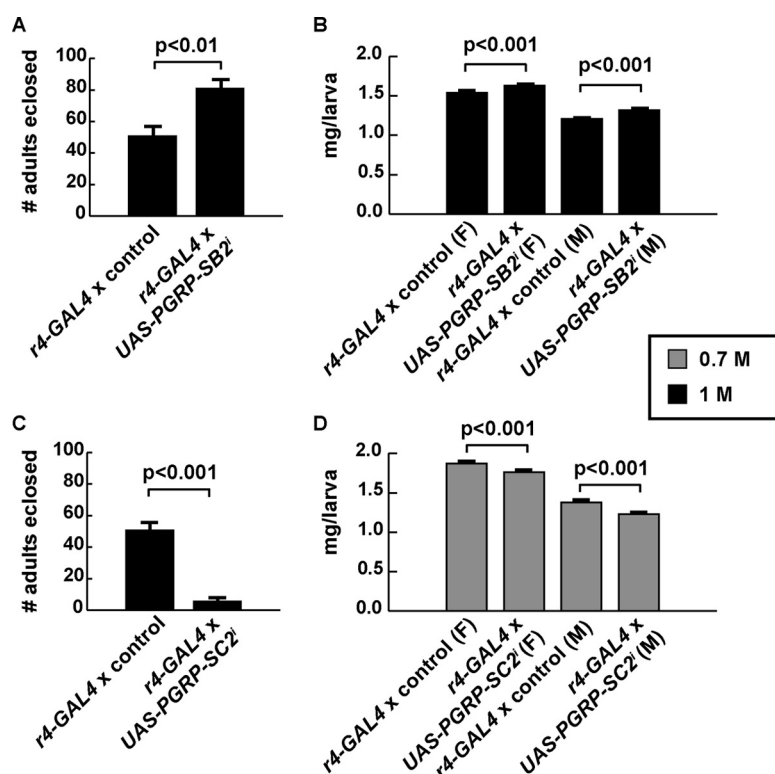 A
p<0.01
100
80
60
40
20
0
# adults eclosed
r4-GAL4 x control
r4-GAL4 x
UAS-PGRP-SB2ⁱ
B
2.0
1.5
1.0
0.5
0.0
mg/larva
p<0.001
p<0.001
r4-GAL4 x control (F)
r4-GAL4 x
UAS-PGRP-SB2ⁱ (F)
r4-GAL4 x control (M)
r4-GAL4 x
UAS-PGRP-SB2ⁱ (M)
0.7 M
1 M
C
100
80
60
40
20
0
# adults eclosed
p<0.001
r4-GAL4 x control
r4-GAL4 x
UAS-PGRP-SC2ⁱ
D
2.0
1.5
1.0
0.5
0.0
mg/larva
p<0.001
p<0.001
r4-GAL4 x control (F)
r4-GAL4 x
UAS-PGRP-SC2ⁱ (F)
r4-GAL4 x control (M)
r4-GAL4 x
UAS-PGRP-SC2ⁱ (M)